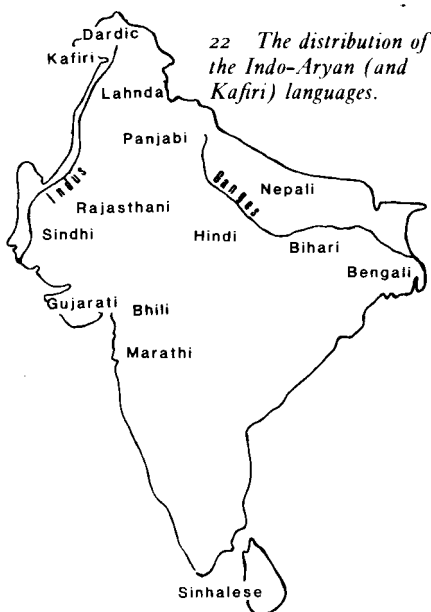 22 The distribution of
the Indo-Aryan (and
Kafiri) languages.
Dardic
Kafiri
Lahnda
Panjabi
Indus
Ganges
Nepali
Rajasthani
Sindhi
Hindi
Bihari
Bengali
Gujarati
Bhili
Marathi
Sinhalese